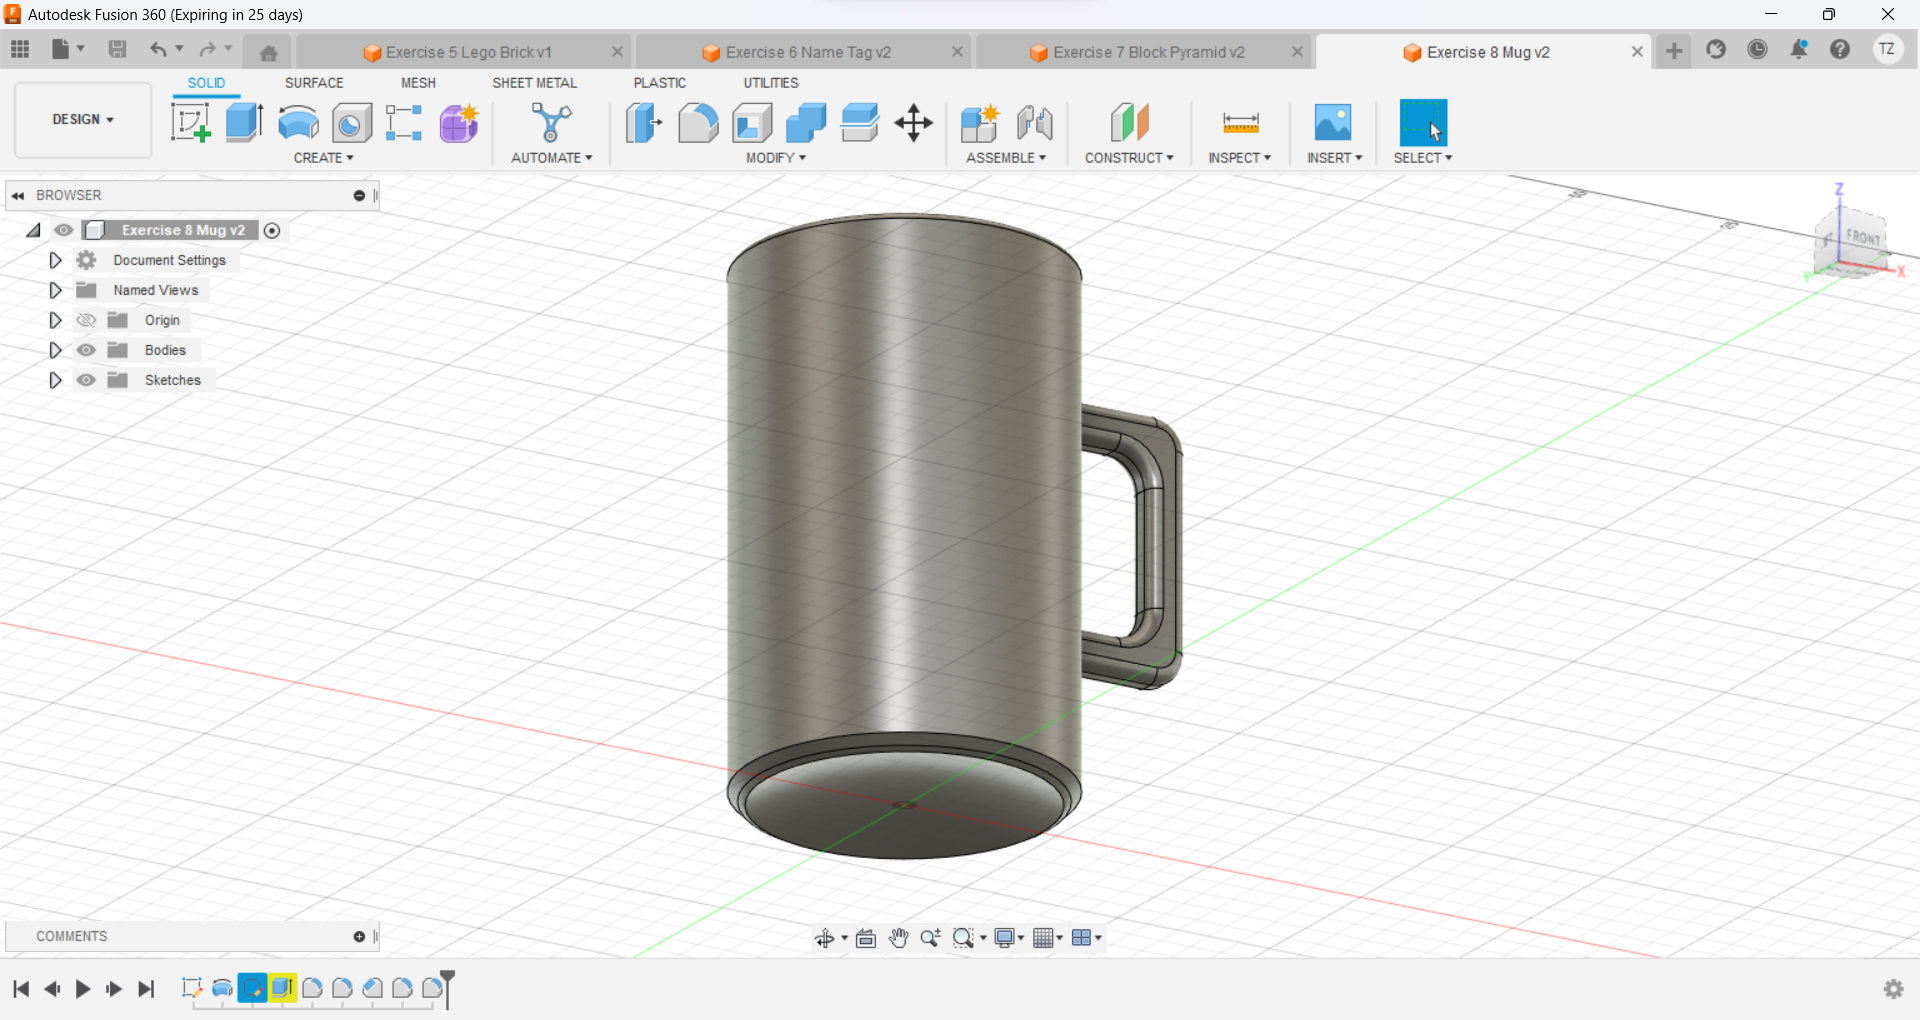 Autodesk Fusion 360 (Expiring in 25 days)
Exercise 5 Lego Brick v1
Exercise 6 Name Tag v2
Exercise 7 Block Pyramid v2
Exercise 8 Mug v2
TZ
SOLID SURFACE MESH SHEET METAL PLASTIC UTILITIES
DESIGN
CREATE AUTOMATE MODIFY ASSEMBLE CONSTRUCT INSPECT INSERT SELECT
BROWSER
Exercise 8 Mug v2
Document Settings
Named Views
Origin
Bodies
Sketches
Z
FRONT
X
Y
COMMENTS